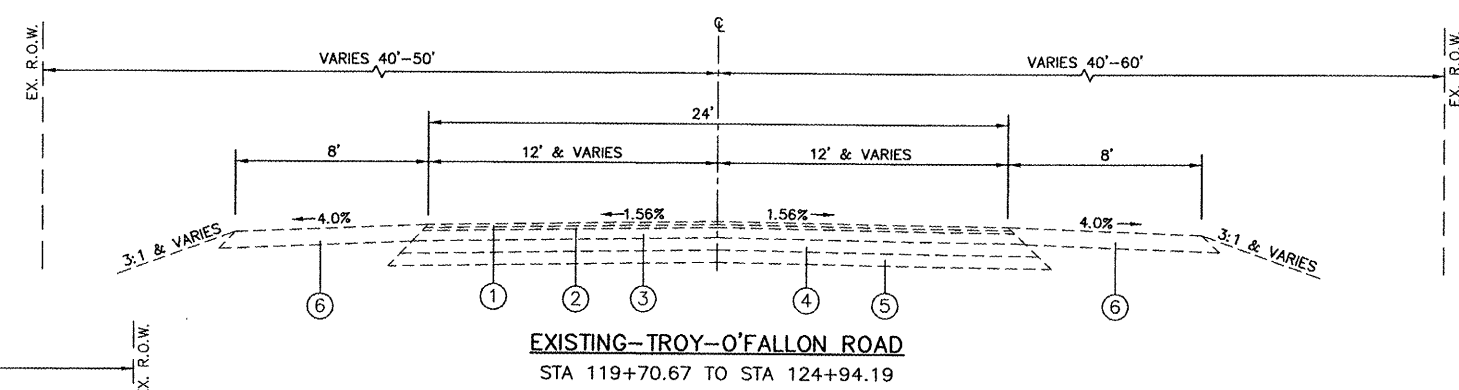 ℄
EX. R.O.W.
EX. R.O.W.
VARIES 40'-50'
VARIES 40'-60'
24'
8'
12' & VARIES
12' & VARIES
8'
4.0%
1.56%
1.56%
4.0%
3:1 & VARIES
3:1 & VARIES
6
1
2
3
4
5
6
EXISTING-TROY-O'FALLON ROAD
STA 119+70.67 TO STA 124+94.19
EX. R.O.W.